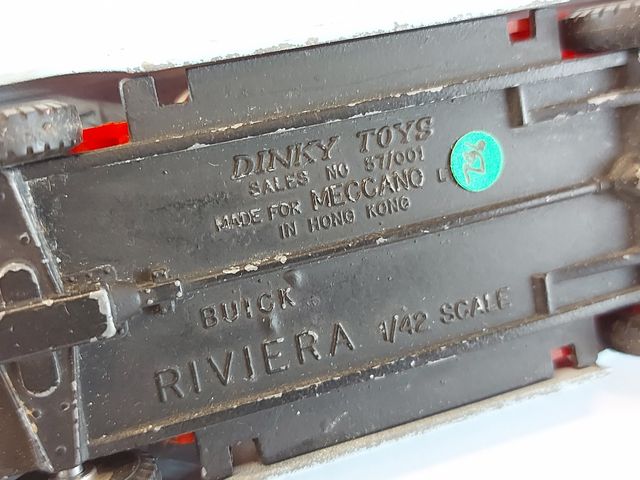 DINKY TOYS
SALES NO 57/001
MADE FOR MECCANO
IN HONG KONG
BUICK
RIVIERA 1/42 SCALE